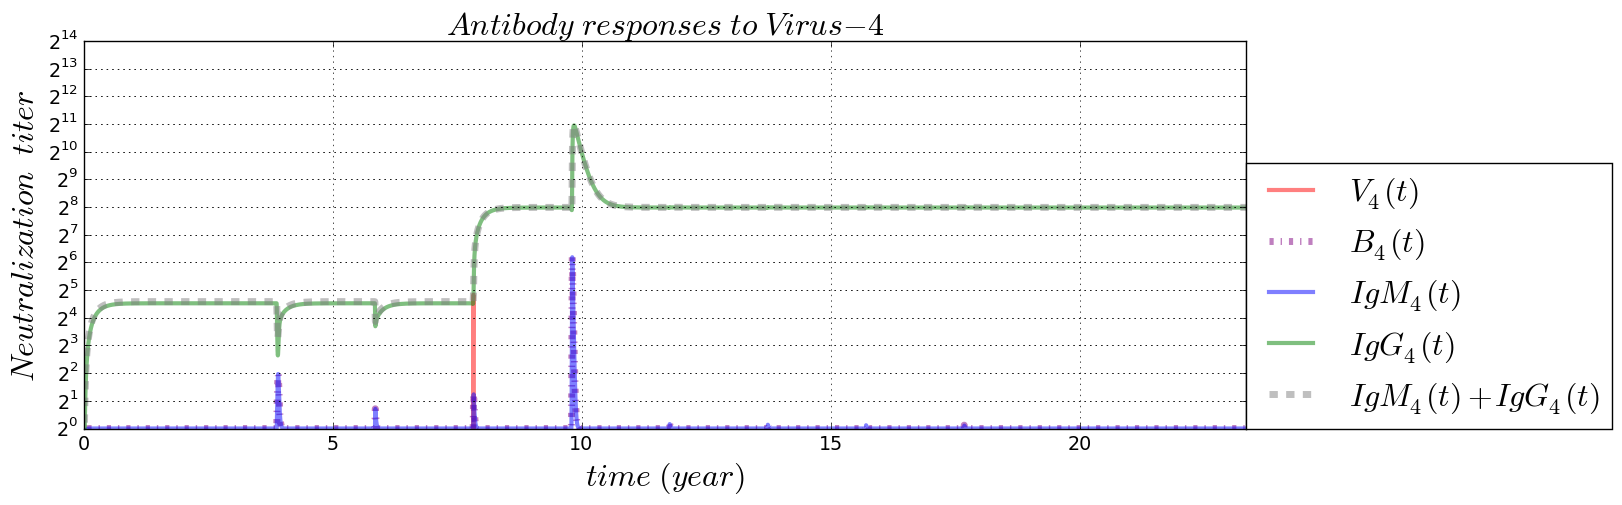 Antibody responses to Virus−4
2^14
2^13
2^12
2^11
2^10
2^9
2^8
2^7
2^6
2^5
2^4
2^3
2^2
2^1
2^0
Neutralization titer
0 5 10 15 20
time (year)
V_4(t)
B_4(t)
IgM_4(t)
IgG_4(t)
IgM_4(t)+IgG_4(t)